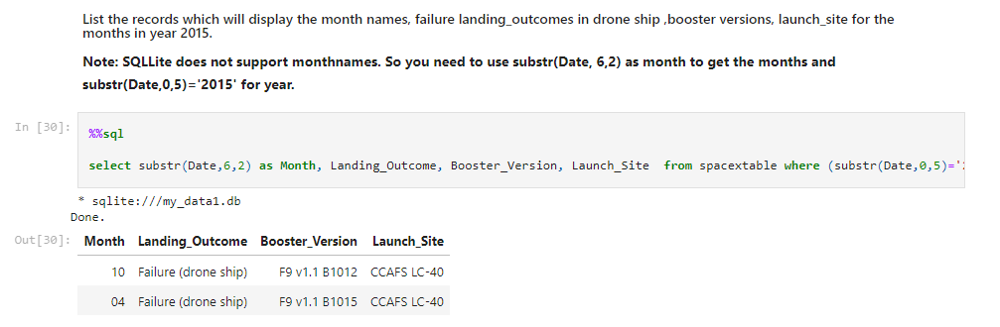 List the records which will display the month names, failure landing_outcomes in drone ship ,booster versions, launch_site for the
months in year 2015.
Note: SQLLite does not support monthnames. So you need to use substr(Date, 6,2) as month to get the months and
substr(Date,0,5)='2015' for year.
In [30]:
%%sql
select substr(Date,6,2) as Month, Landing_Outcome, Booster_Version, Launch_Site  from spacextable where (substr(Date,0,5)='
* sqlite:///my_data1.db
Done.
Out[30]: Month Landing_Outcome Booster_Version Launch_Site
10 Failure (drone ship) F9 v1.1 B1012 CCAFS LC-40
04 Failure (drone ship) F9 v1.1 B1015 CCAFS LC-40